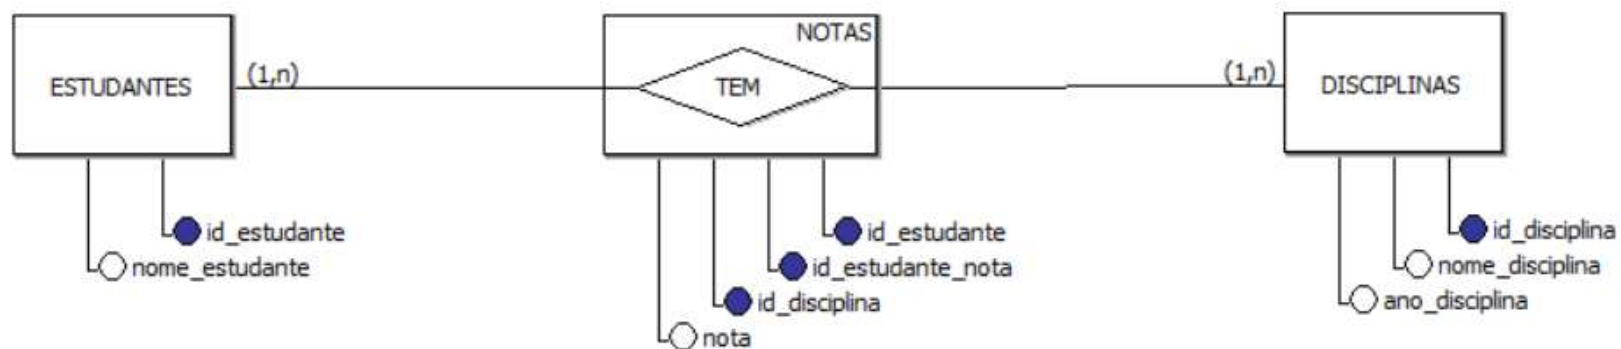 NOTAS
ESTUDANTES
(1,n)
TEM
(1,n)
DISCIPLINAS
id_estudante
nome_estudante
id_estudante
id_estudante_nota
id_disciplina
nota
id_disciplina
nome_disciplina
ano_disciplina